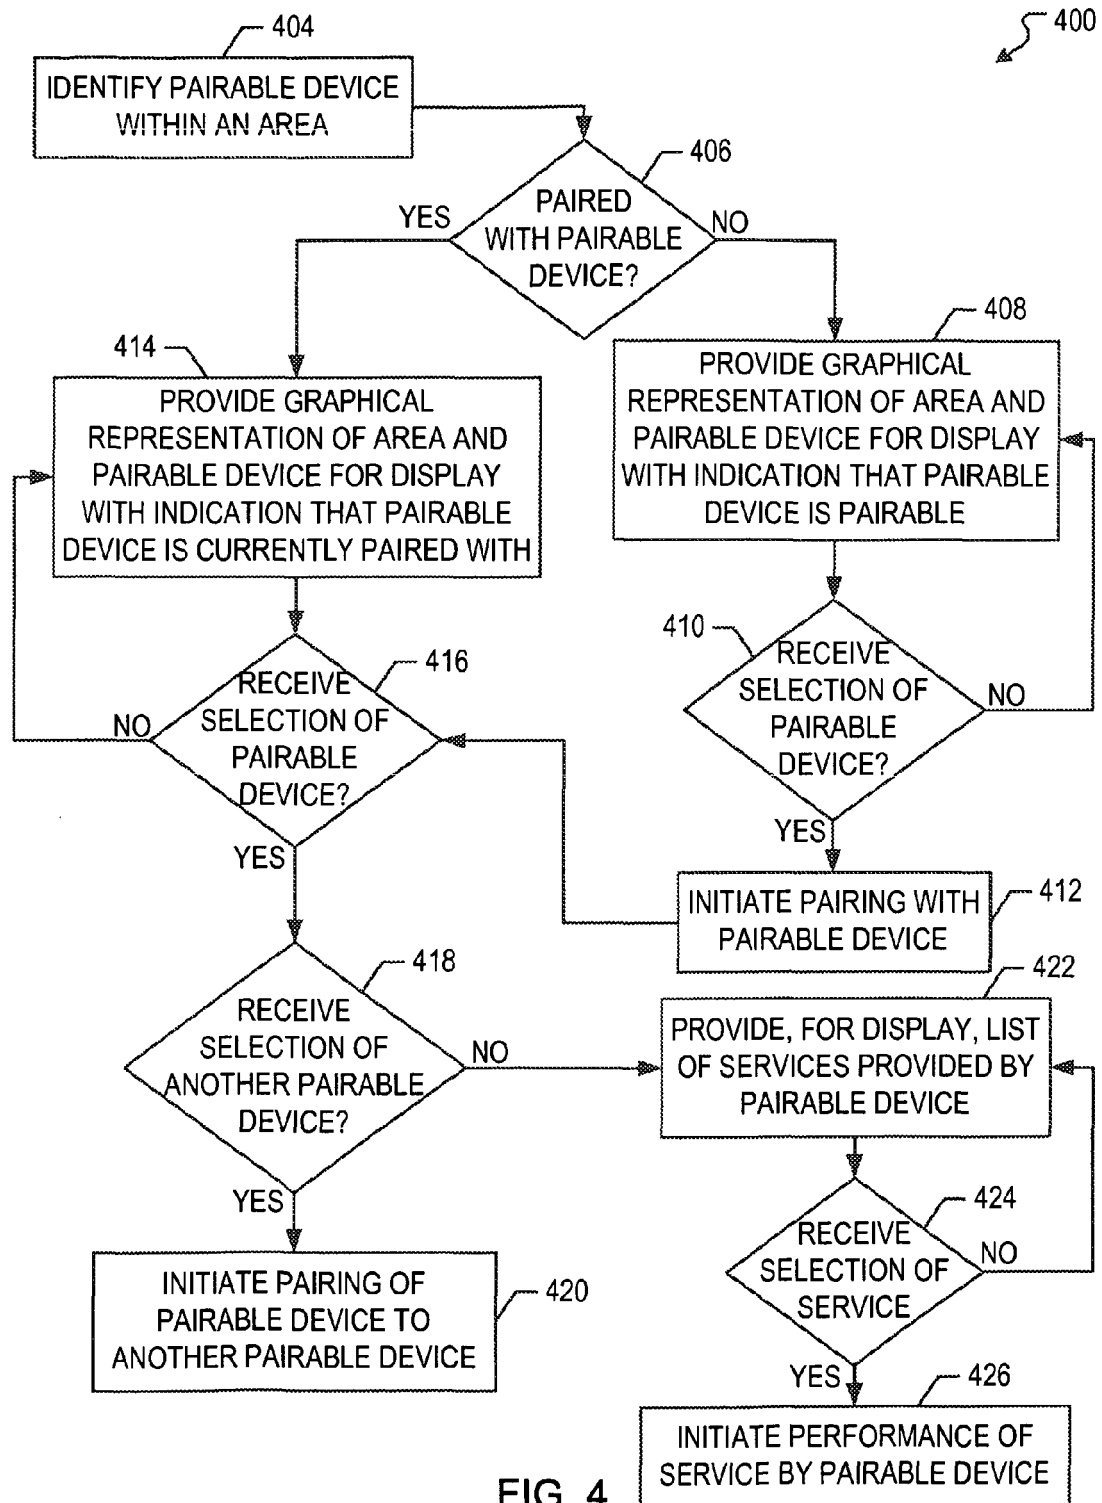 404
400
IDENTIFY PAIRABLE DEVICE
WITHIN AN AREA
406
PAIRED
WITH PAIRABLE
DEVICE?
YES
NO
408
PROVIDE GRAPHICAL
REPRESENTATION OF AREA AND
PAIRABLE DEVICE FOR DISPLAY
WITH INDICATION THAT PAIRABLE
DEVICE IS PAIRABLE
414
PROVIDE GRAPHICAL
REPRESENTATION OF AREA AND
PAIRABLE DEVICE FOR DISPLAY
WITH INDICATION THAT PAIRABLE
DEVICE IS CURRENTLY PAIRED WITH
410
RECEIVE
SELECTION OF
PAIRABLE
DEVICE?
NO
YES
416
RECEIVE
SELECTION OF
PAIRABLE
DEVICE?
NO
YES
412
INITIATE PAIRING WITH
PAIRABLE DEVICE
418
RECEIVE
SELECTION OF
ANOTHER PAIRABLE
DEVICE?
NO
YES
422
PROVIDE, FOR DISPLAY, LIST
OF SERVICES PROVIDED BY
PAIRABLE DEVICE
424
RECEIVE
SELECTION OF
SERVICE
NO
YES
420
INITIATE PAIRING OF
PAIRABLE DEVICE TO
ANOTHER PAIRABLE DEVICE
426
INITIATE PERFORMANCE OF
SERVICE BY PAIRABLE DEVICE
FIG. 4